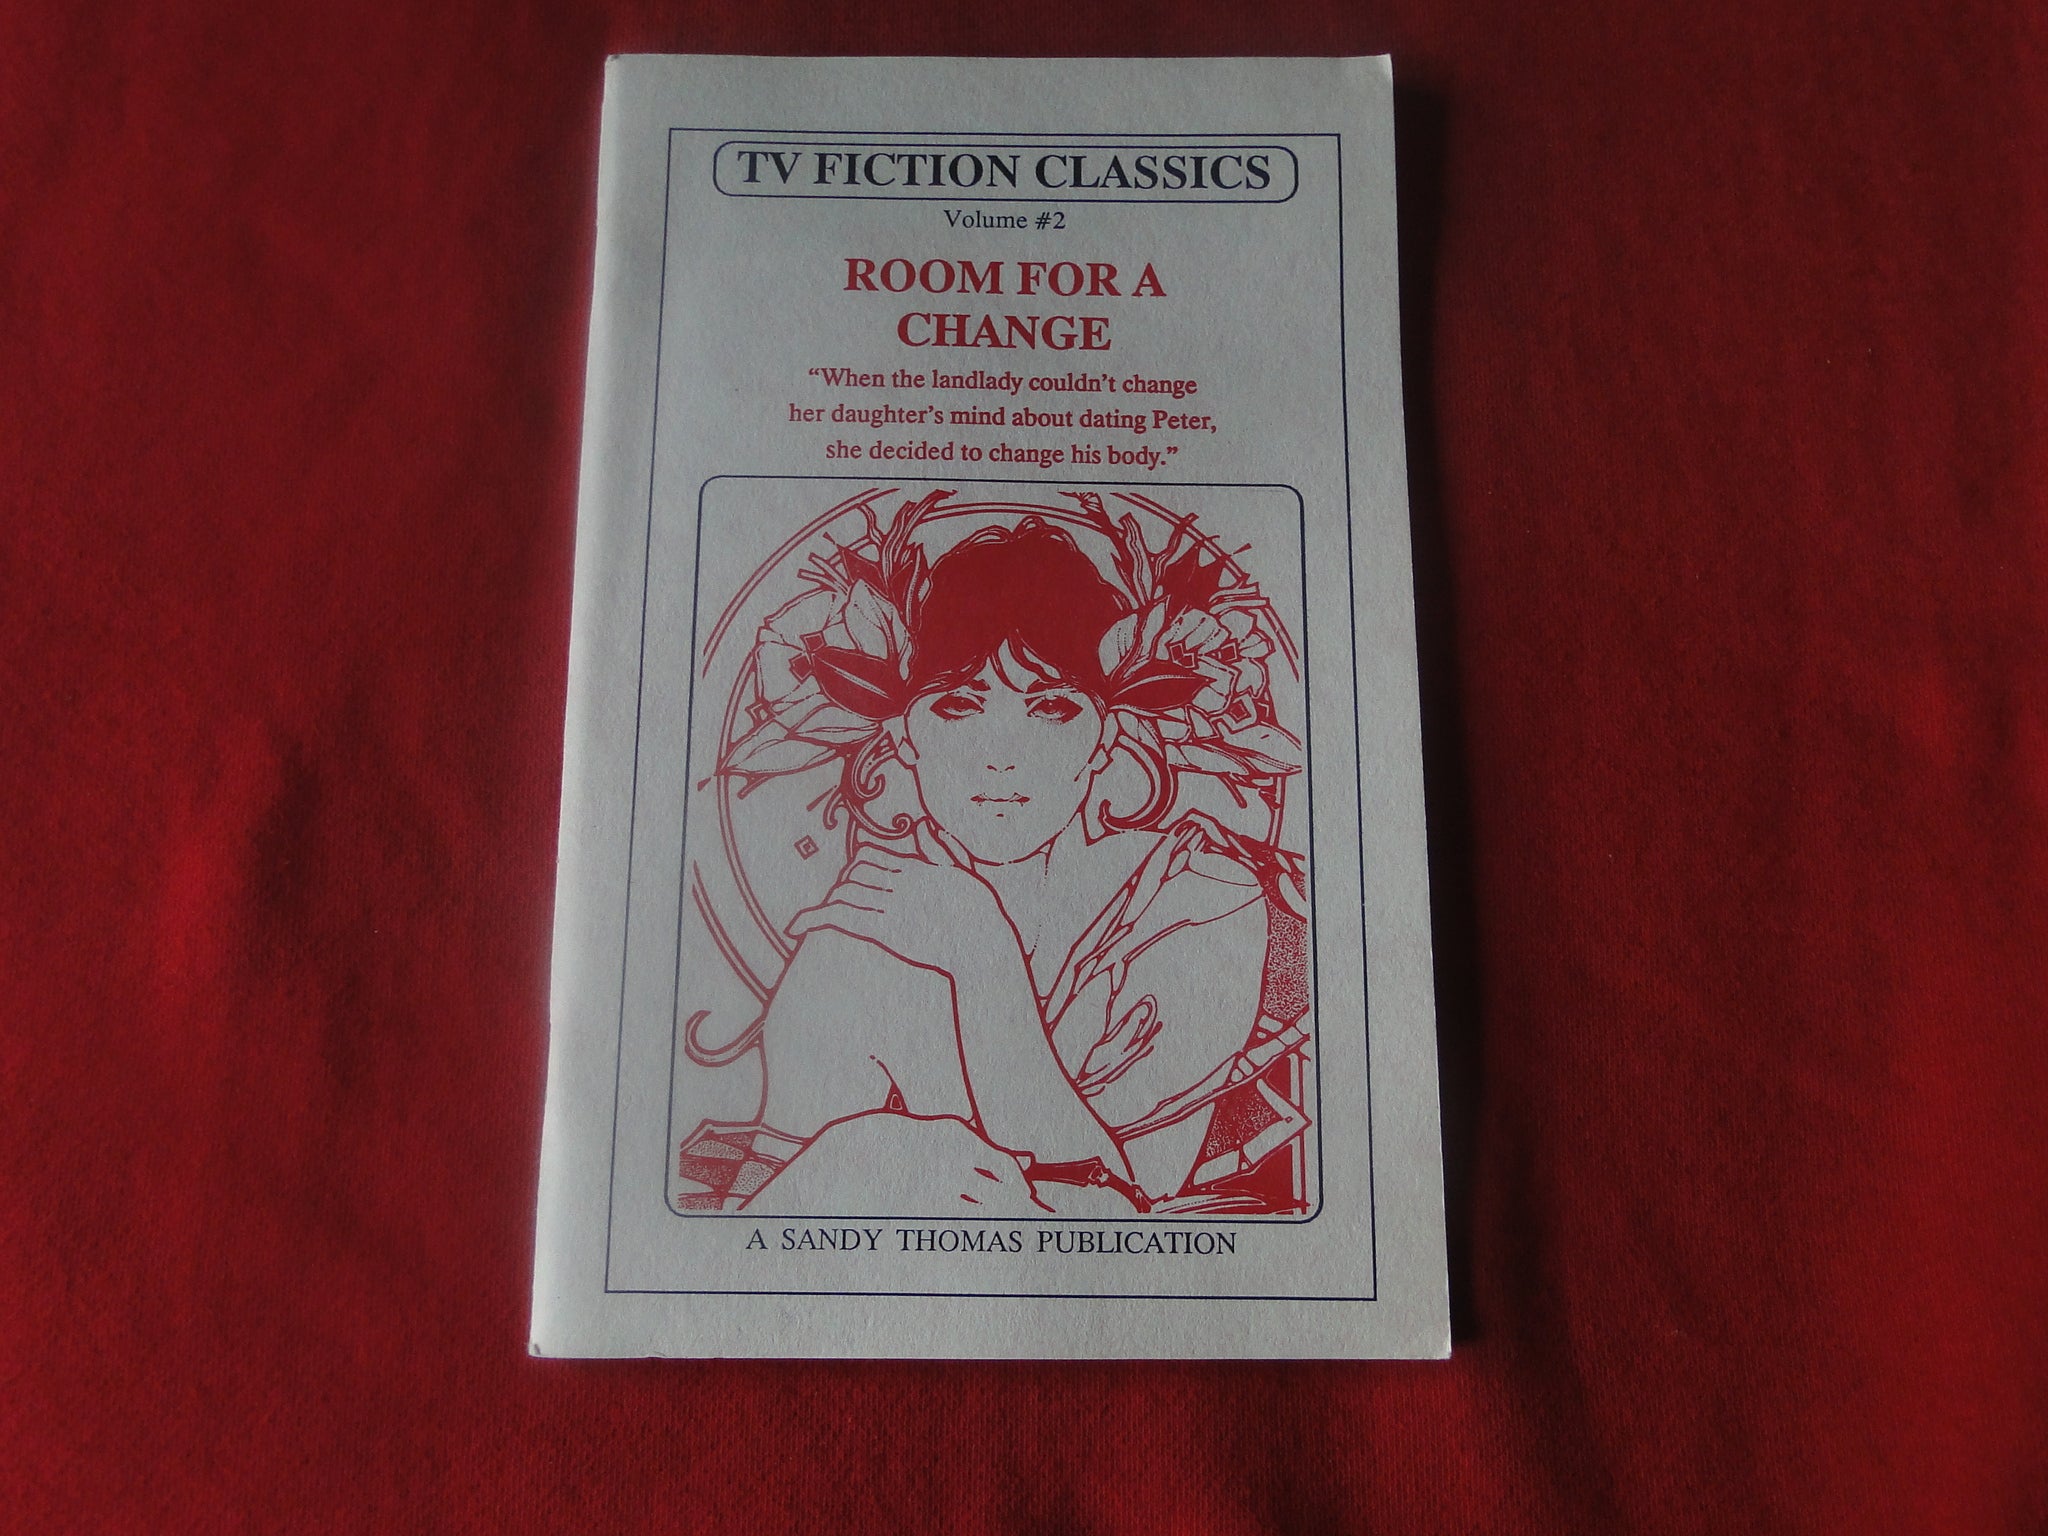 TV FICTION CLASSICS
Volume #2
ROOM FOR A
CHANGE
“When the landlady couldn’t change
her daughter’s mind about dating Peter,
she decided to change his body.”
A SANDY THOMAS PUBLICATION